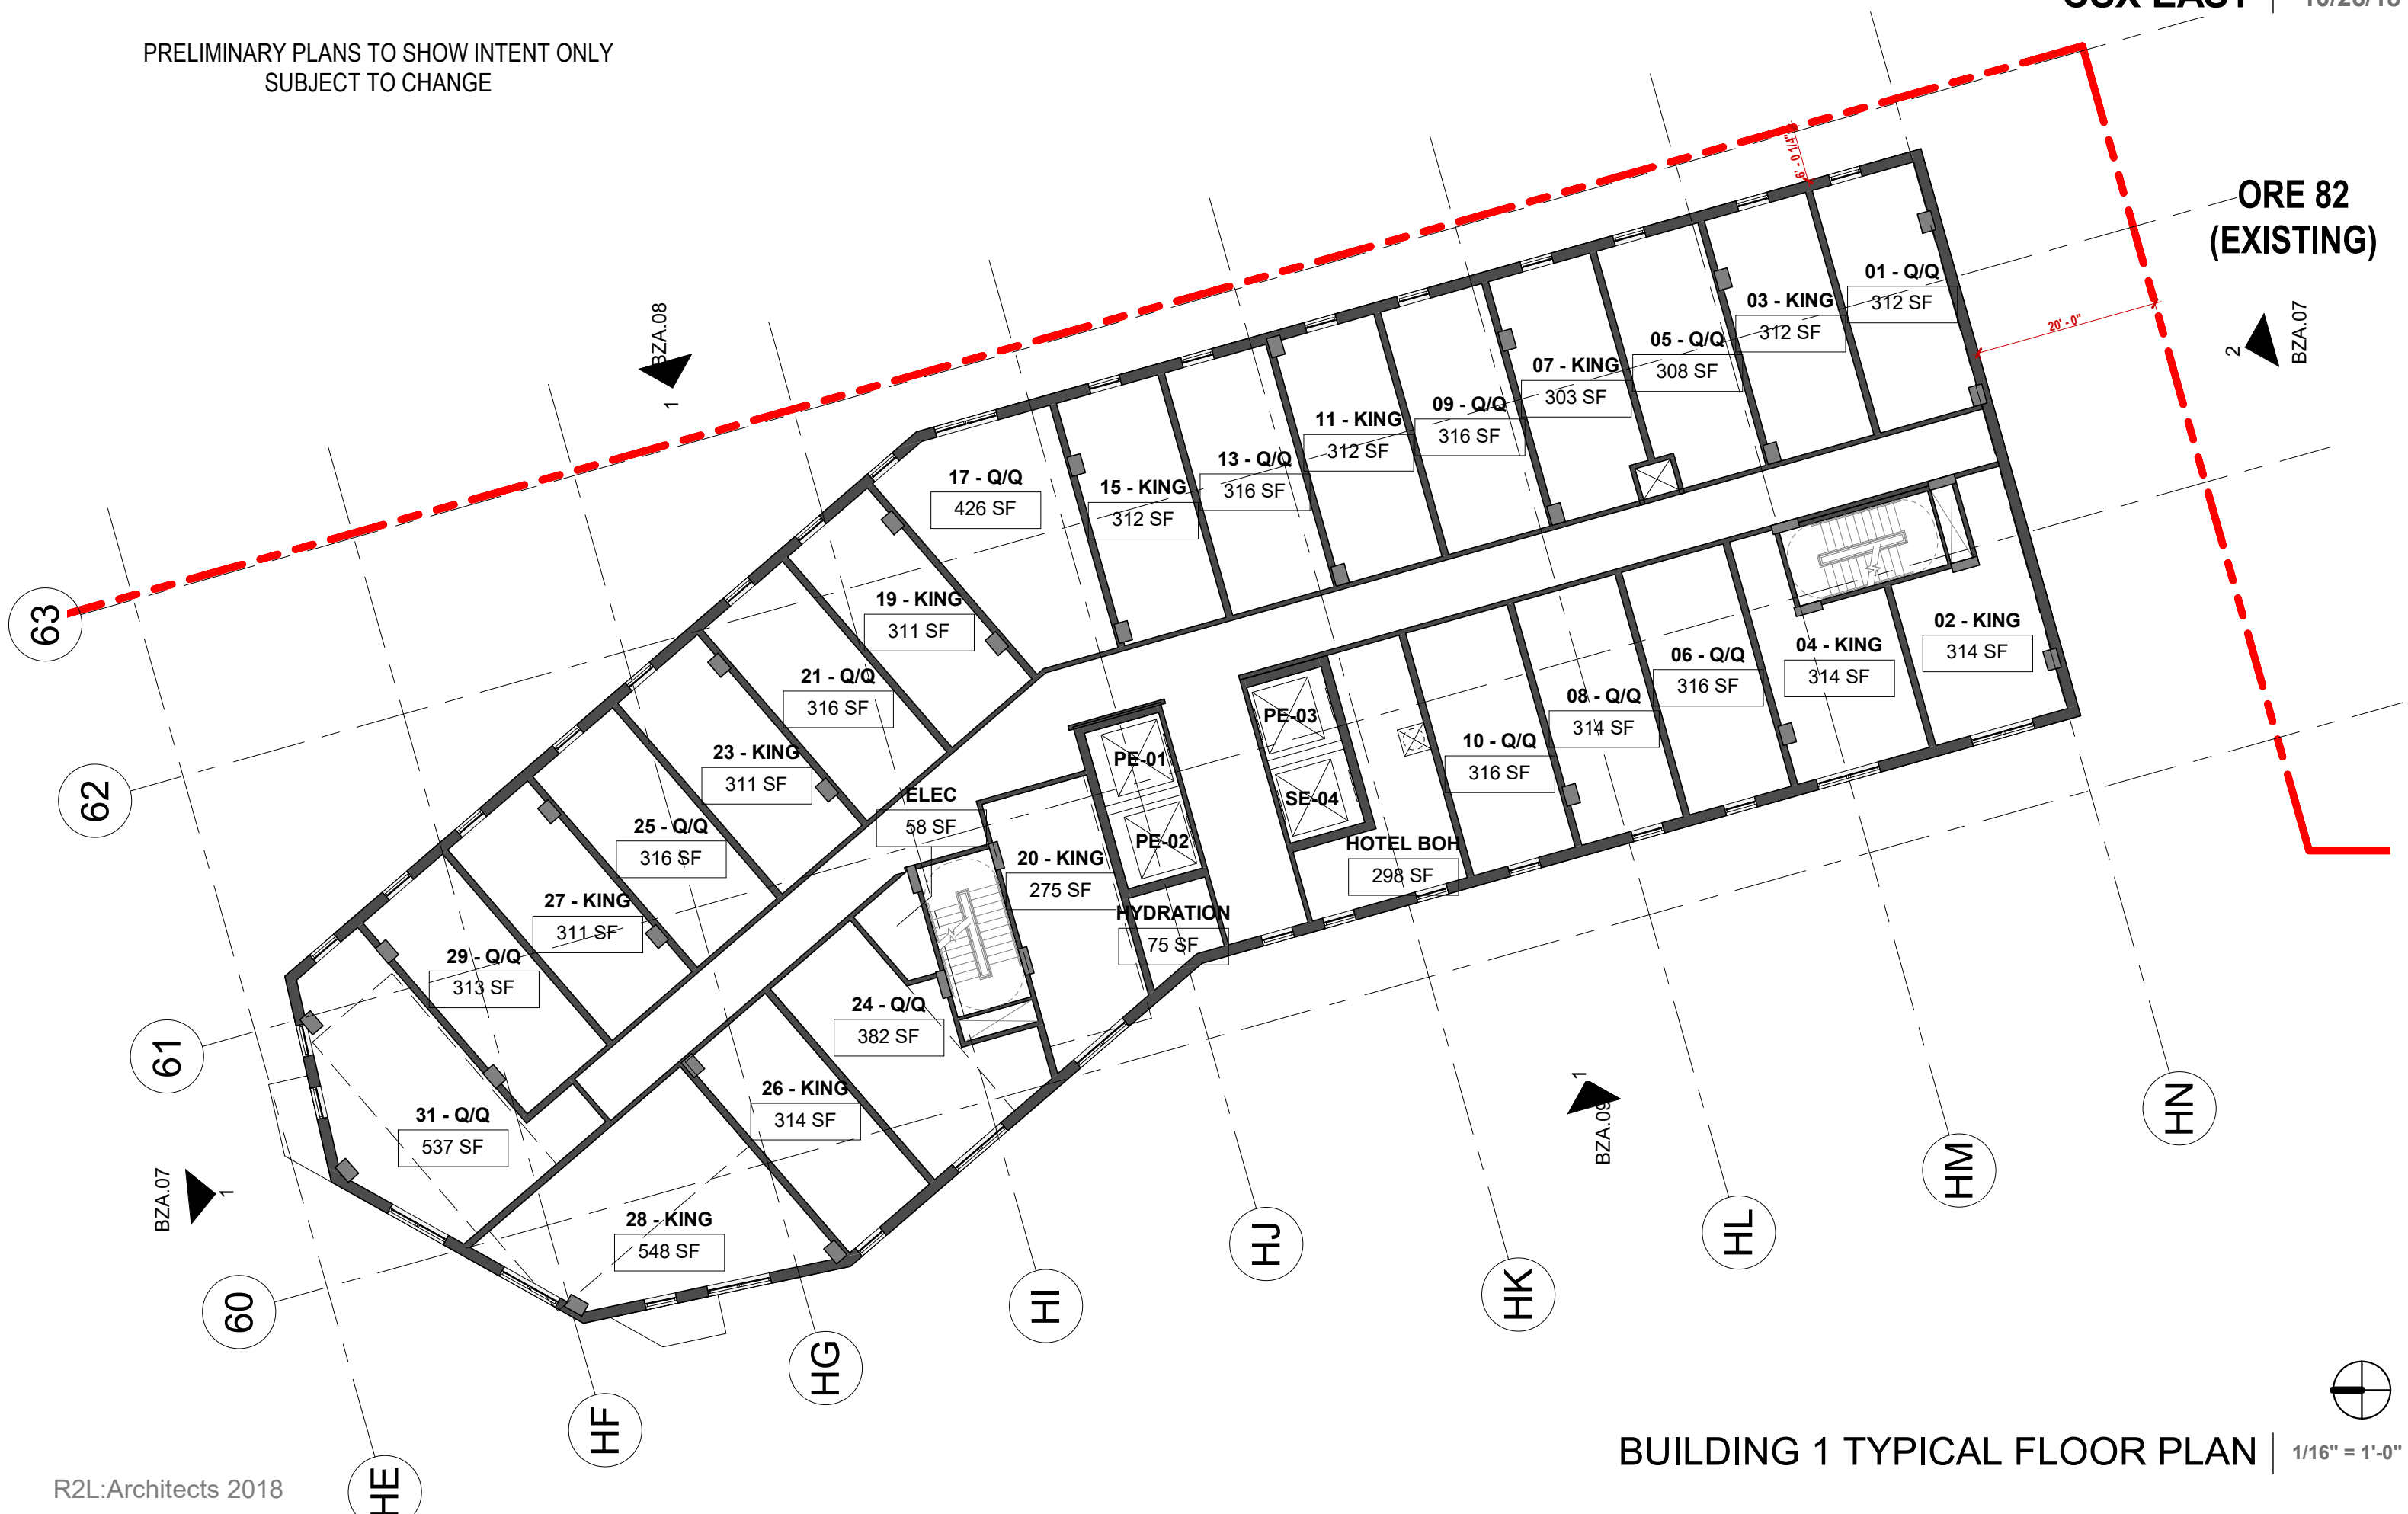 PRELIMINARY PLANS TO SHOW INTENT ONLY
SUBJECT TO CHANGE
6' - 0 1/4"
ORE 82
(EXISTING)
20' - 0"
2
BZA.07
BZA.08
1
01 - Q/Q
312 SF
03 - KING
312 SF
05 - Q/Q
308 SF
07 - KING
303 SF
09 - Q/Q
316 SF
11 - KING
312 SF
13 - Q/Q
316 SF
15 - KING
312 SF
17 - Q/Q
426 SF
19 - KING
311 SF
21 - Q/Q
316 SF
23 - KING
311 SF
25 - Q/Q
316 SF
27 - KING
311 SF
29 - Q/Q
313 SF
31 - Q/Q
537 SF
02 - KING
314 SF
04 - KING
314 SF
06 - Q/Q
316 SF
08 - Q/Q
314 SF
10 - Q/Q
316 SF
PE-03
SE-04
HOTEL BOH
298 SF
PE-01
PE-02
ELEC
58 SF
20 - KING
275 SF
HYDRATION
75 SF
24 - Q/Q
382 SF
26 - KING
314 SF
28 - KING
548 SF
63
62
61
60
BZA.07
1
1
BZA.09
HE
HF
HG
HI
HJ
HK
HL
HM
HN
BUILDING 1 TYPICAL FLOOR PLAN
1/16" = 1'-0"
R2L:Architects 2018